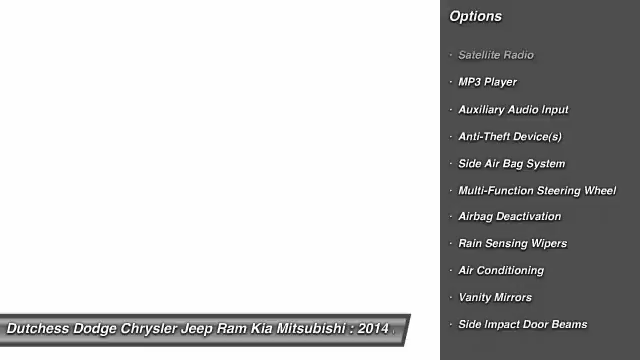 Options
· Satellite Radio
· MP3 Player
· Auxiliary Audio Input
· Anti-Theft Device(s)
· Side Air Bag System
· Multi-Function Steering Wheel
· Airbag Deactivation
· Rain Sensing Wipers
· Air Conditioning
· Vanity Mirrors
· Side Impact Door Beams
Dutchess Dodge Chrysler Jeep Ram Kia Mitsubishi : 2014